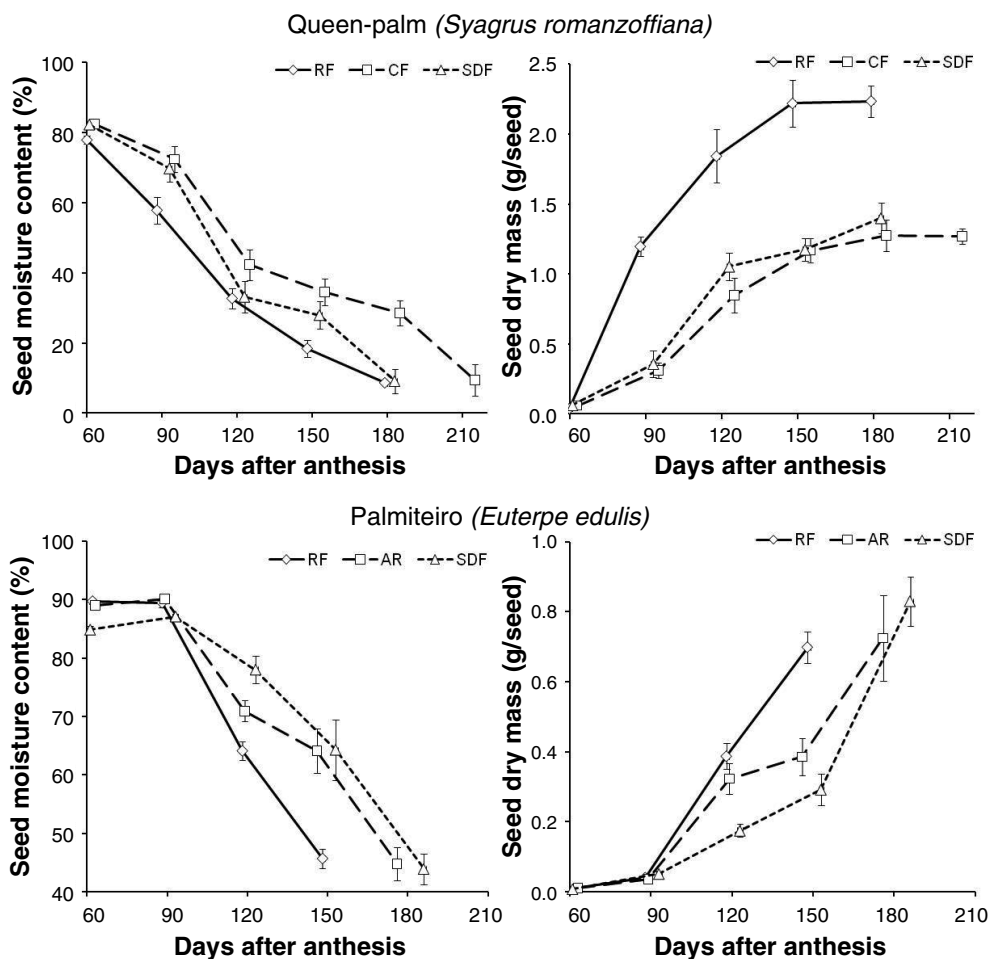 Queen-palm (Syagrus romanzoffiana)
Seed moisture content (%)
100
80
60
40
20
0
RF CF SDF
60 90 120 150 180 210
Days after anthesis
Seed dry mass (g/seed)
2.5
2.0
1.5
1.0
0.5
0.0
RF CF SDF
60 90 120 150 180 210
Days after anthesis
Palmiteiro (Euterpe edulis)
Seed moisture content (%)
100
90
80
70
60
50
40
RF AR SDF
60 90 120 150 180 210
Days after anthesis
Seed dry mass (g/seed)
1.0
0.8
0.6
0.4
0.2
0.0
RF AR SDF
60 90 120 150 180 210
Days after anthesis